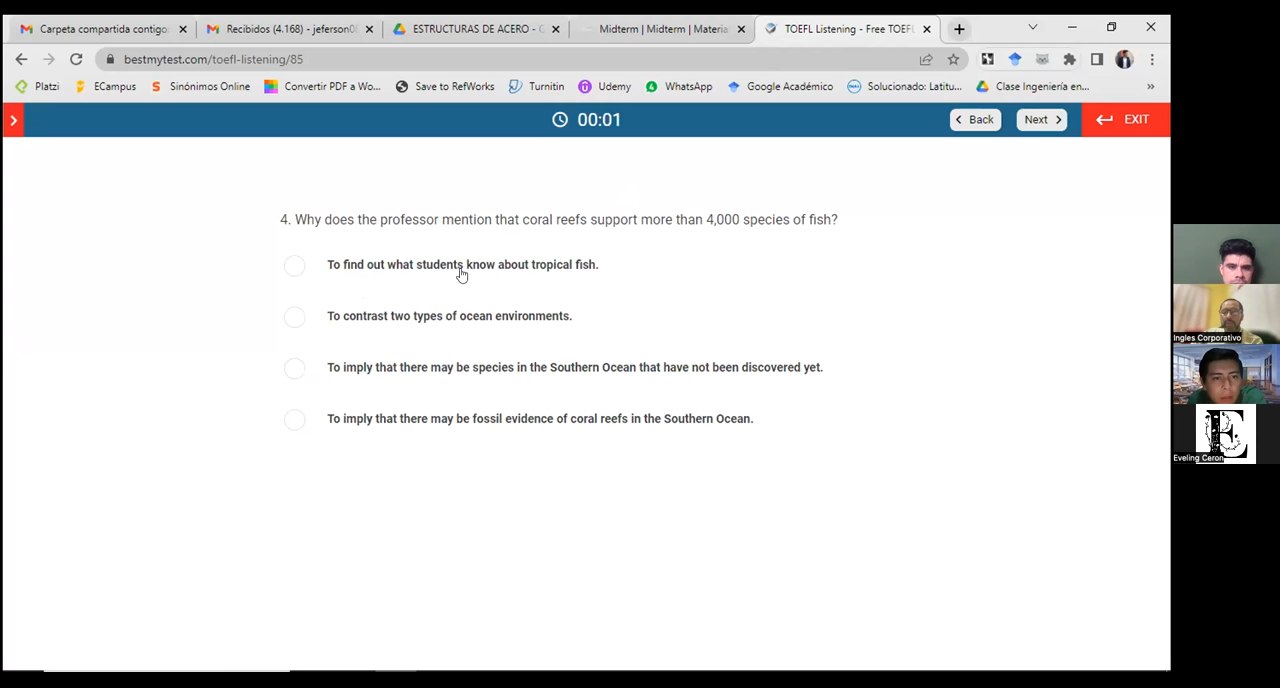 Carpeta compartida contigo
Recibidos (4.168) - jeferson0
ESTRUCTURAS DE ACERO - G
Midterm | Midterm | Materia
TOEFL Listening - Free TOEFL
bestmytest.com/toefl-listening/85
Platzi
ECampus
S Sinónimos Online
Convertir PDF a Wo...
Save to RefWorks
Turnitin
Udemy
WhatsApp
Google Académico
Solucionado: Latitu...
Clase Ingeniería en...
00:01
Back
Next
EXIT
4. Why does the professor mention that coral reefs support more than 4,000 species of fish?
To find out what students know about tropical fish.
To contrast two types of ocean environments.
To imply that there may be species in the Southern Ocean that have not been discovered yet.
To imply that there may be fossil evidence of coral reefs in the Southern Ocean.
Ingles Corporativo
E
Eveling Ceron